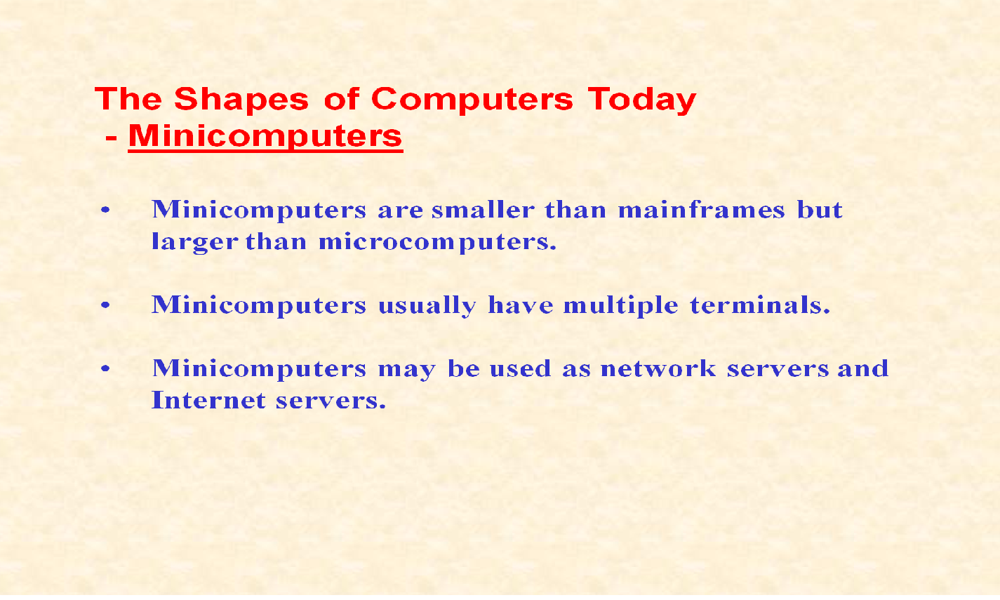 The Shapes of Computers Today
- Minicomputers
• Minicomputers are smaller than mainframes but
larger than microcomputers.
• Minicomputers usually have multiple terminals.
• Minicomputers may be used as network servers and
Internet servers.